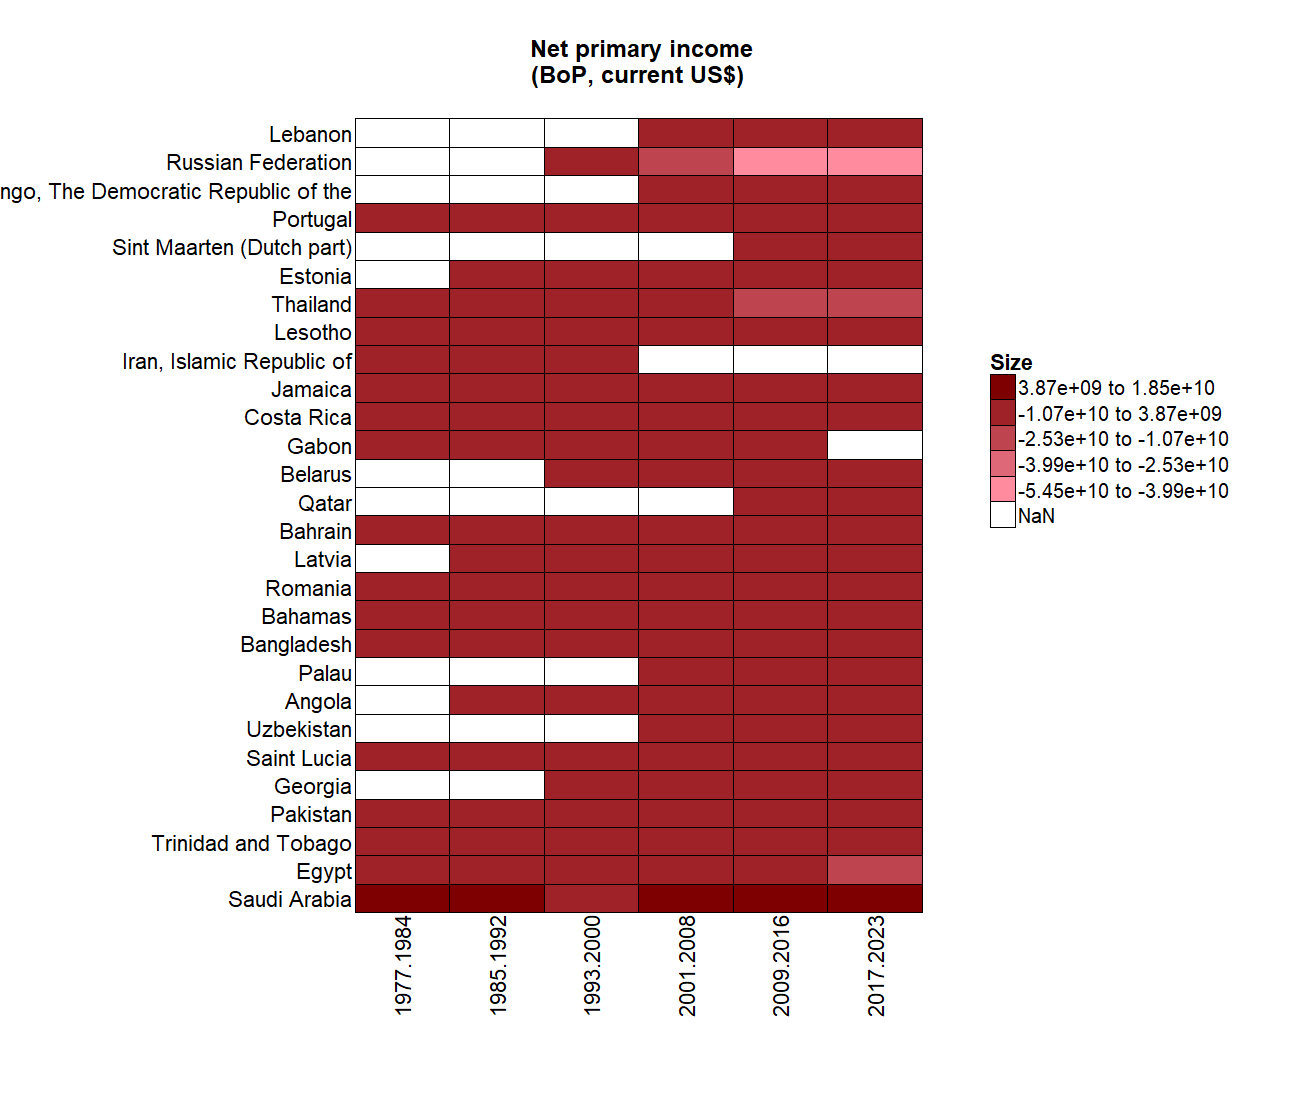 Net primary income
(BoP, current US$)
Lebanon
Russian Federation
ngo, The Democratic Republic of the
Portugal
Sint Maarten (Dutch part)
Estonia
Thailand
Lesotho
Iran, Islamic Republic of
Jamaica
Costa Rica
Gabon
Belarus
Qatar
Bahrain
Latvia
Romania
Bahamas
Bangladesh
Palau
Angola
Uzbekistan
Saint Lucia
Georgia
Pakistan
Trinidad and Tobago
Egypt
Saudi Arabia
1977.1984
1985.1992
1993.2000
2001.2008
2009.2016
2017.2023
Size
3.87e+09 to 1.85e+10
-1.07e+10 to 3.87e+09
-2.53e+10 to -1.07e+10
-3.99e+10 to -2.53e+10
-5.45e+10 to -3.99e+10
NaN